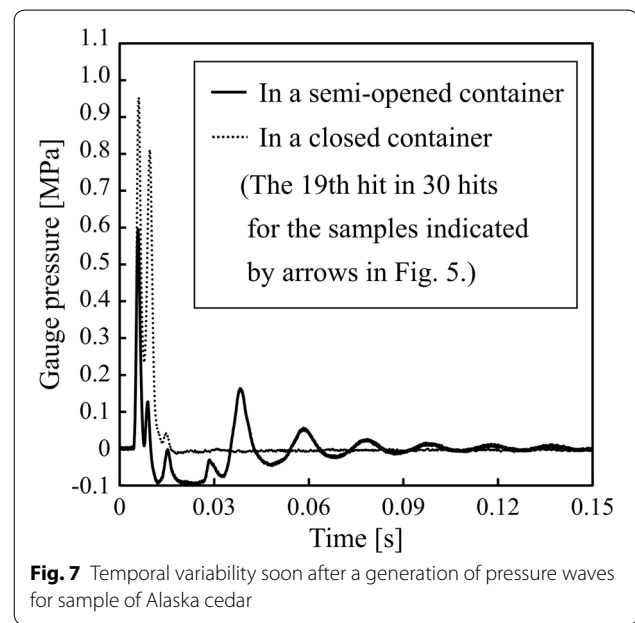 1.1
1.0
0.9
0.8
0.7
0.6
0.5
0.4
0.3
0.2
0.1
0
-0.1
Gauge pressure [MPa]
In a semi-opened container
In a closed container
(The 19th hit in 30 hits
for the samples indicated
by arrows in Fig. 5.)
0 0.03 0.06 0.09 0.12 0.15
Time [s]
Fig. 7 Temporal variability soon after a generation of pressure waves
for sample of Alaska cedar